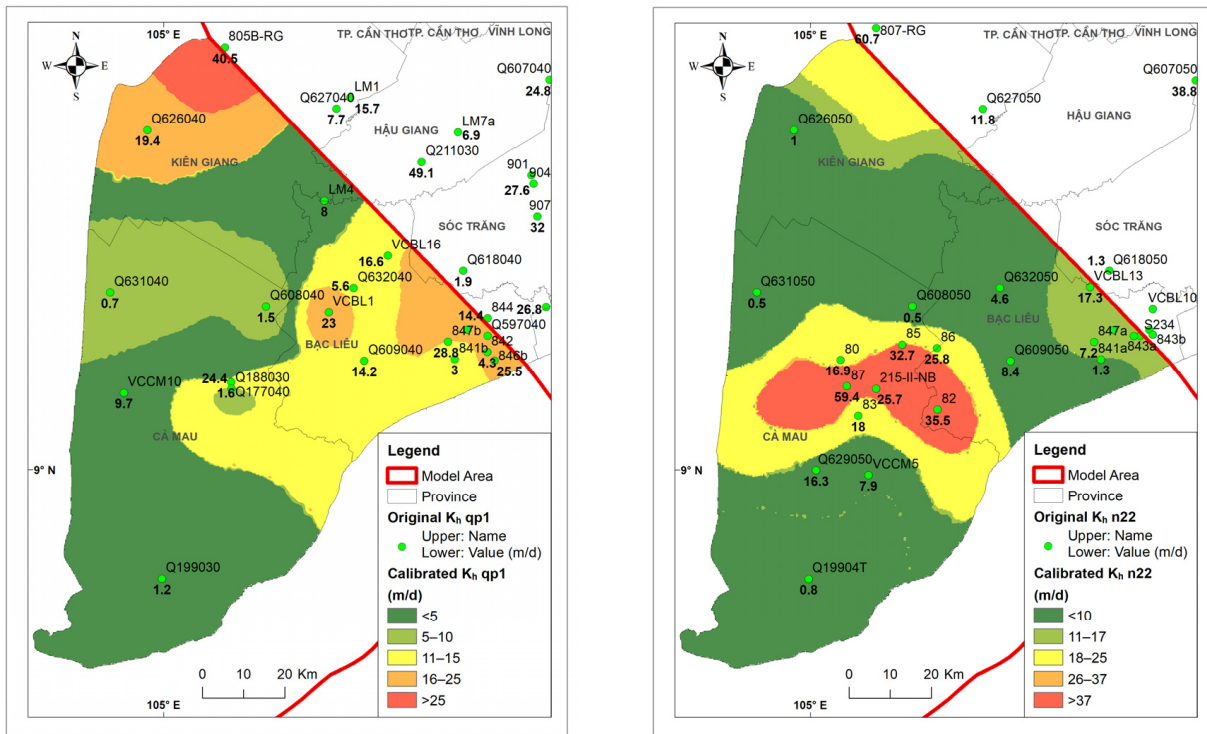 105° E
TP. CẦN THƠ
TP. CẦN THƠ
VĨNH LONG
N
W
E
S
805B-RG
40.5
Q607040
24.8
LM1
15.7
Q627040
7.7
HẬU GIANG
LM7a
6.9
Q626040
19.4
KIÊN GIANG
Q211030
49.1
901
904
27.6
907
32
LM4
8
SÓC TRĂNG
VCBL16
16.6
Q618040
1.9
5.6
Q632040
Q631040
0.7
Q608040
1.5
VCBL1
23
844
26.8
14.4
Q597040
847b
842
BẠC LIÊU
28.8
841b
Q609040
14.2
4.3
846b
3
25.5
24.4
Q188030
1.6
Q177040
VCCM10
9.7
CÀ MAU
9° N
Q199030
1.2
Legend
Model Area
Province
Original Kₕ qp1
Upper: Name
Lower: Value (m/d)
Calibrated Kₕ qp1
(m/d)
<5
5–10
11–15
16–25
>25
0 10 20 Km
105° E
105° E
TP. CẦN THƠ
TP. CẦN THƠ
VĨNH LONG
N
W
E
S
807-RG
60.7
Q607050
38.8
Q627050
11.8
HẬU GIANG
Q626050
1
KIÊN GIANG
SÓC TRĂNG
1.3
Q618050
VCBL13
17.3
Q631050
0.5
Q632050
4.6
VCBL10
Q608050
0.5
BẠC LIÊU
847a
S234
843a
843b
7.2
841a
1.3
85
32.7
86
25.8
80
16.9
Q609050
8.4
87
59.4
215-II-NB
25.7
82
35.5
83
18
CÀ MAU
9° N
Q629050
16.3
VCCM5
7.9
Q19904T
0.8
Legend
Model Area
Province
Original Kₕ n22
Upper: Name
Lower: Value (m/d)
Calibrated Kₕ n22
(m/d)
<10
11–17
18–25
26–37
>37
0 10 20 Km
105° E